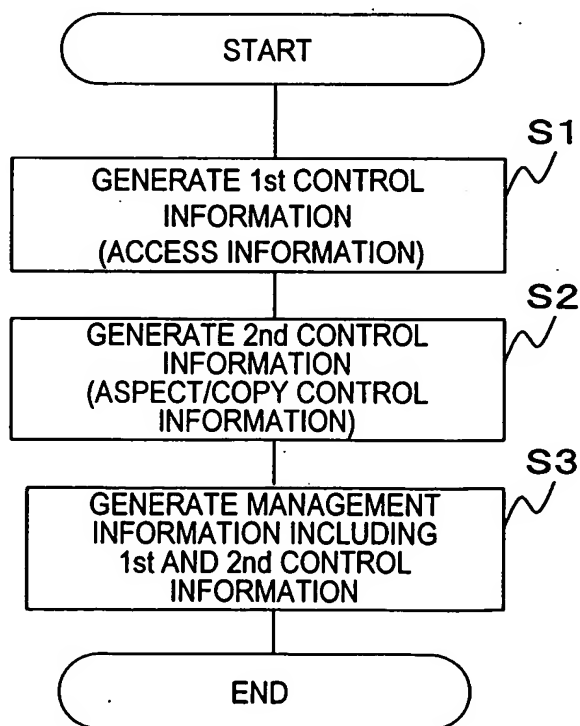 START
S1
GENERATE 1st CONTROL
INFORMATION
(ACCESS INFORMATION)
S2
GENERATE 2nd CONTROL
INFORMATION
(ASPECT/COPY CONTROL
INFORMATION)
S3
GENERATE MANAGEMENT
INFORMATION INCLUDING
1st AND 2nd CONTROL
INFORMATION
END